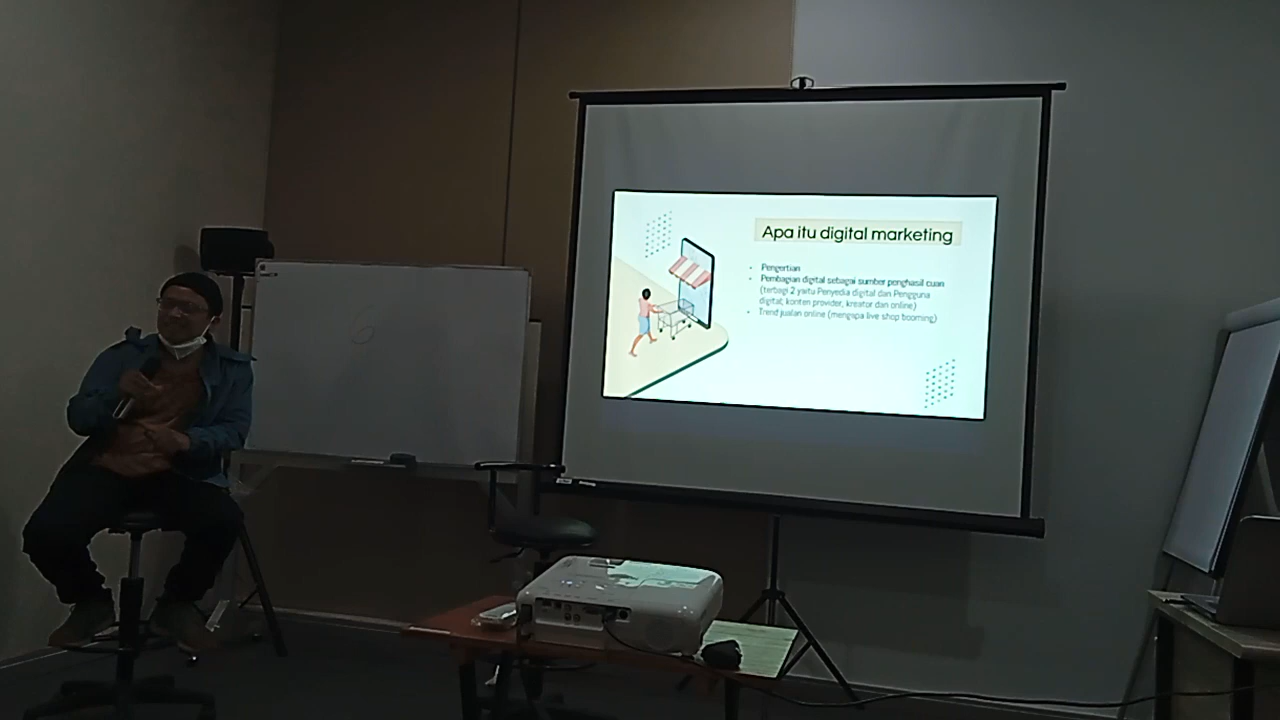 Apa itu digital marketing
• Pengertian
• Pembagian digital sebagai sumber penghasil cuan
(terbagi 2 yaitu Penyedia digital dan Pengguna
digital, konten provider, kreator dan online)
• Trend jualan online (mengapa live shop booming)